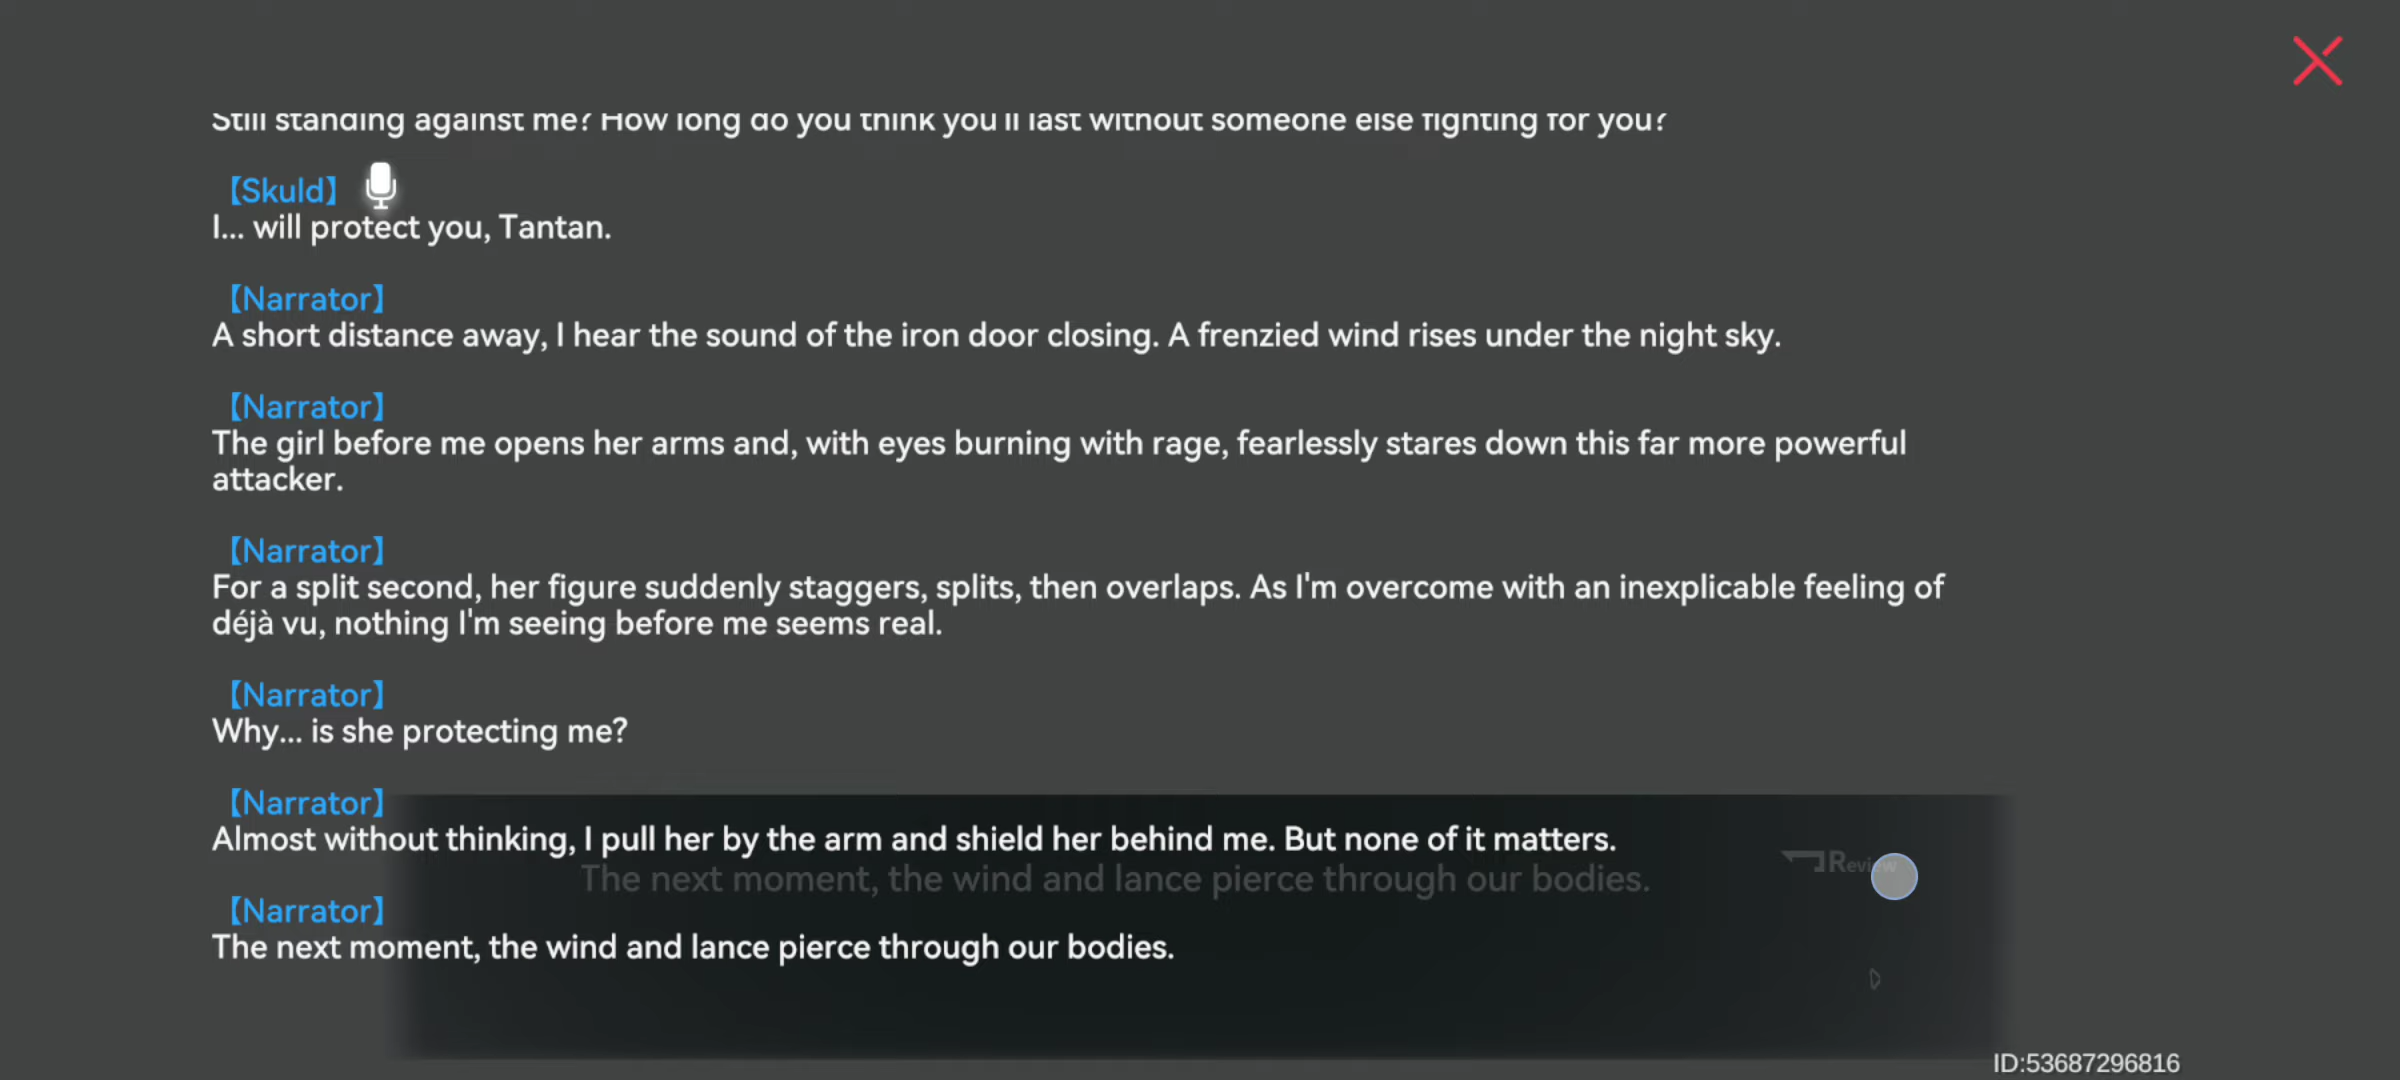 Still standing against me? How long do you think you'll last without someone else fighting for you?
【Skuld】
I... will protect you, Tantan.
【Narrator】
A short distance away, I hear the sound of the iron door closing. A frenzied wind rises under the night sky.
【Narrator】
The girl before me opens her arms and, with eyes burning with rage, fearlessly stares down this far more powerful
attacker.
【Narrator】
For a split second, her figure suddenly staggers, splits, then overlaps. As I'm overcome with an inexplicable feeling of
déjà vu, nothing I'm seeing before me seems real.
【Narrator】
Why... is she protecting me?
【Narrator】
Almost without thinking, I pull her by the arm and shield her behind me. But none of it matters.
The next moment, the wind and lance pierce through our bodies.
Review
【Narrator】
The next moment, the wind and lance pierce through our bodies.
ID:53687296816